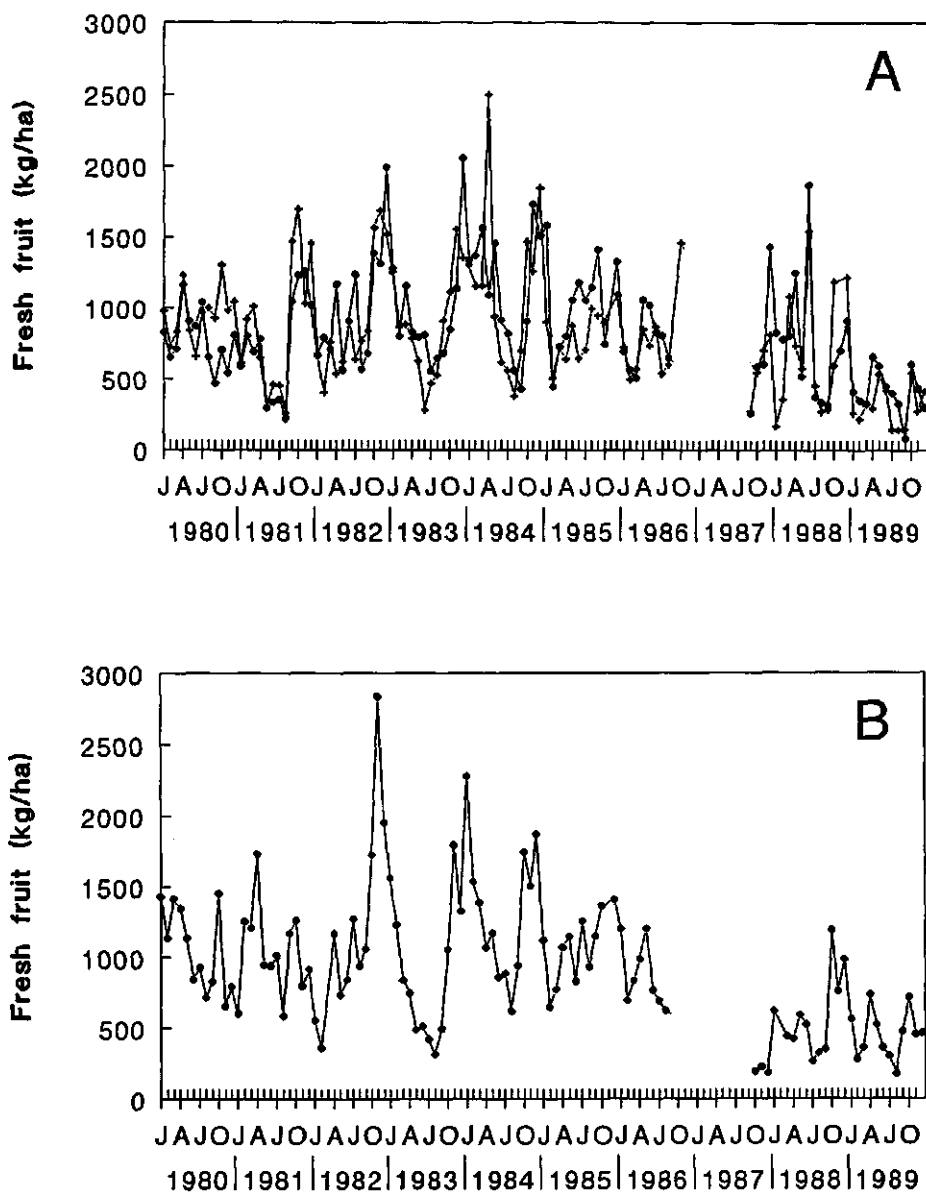 A
Fresh fruit (kg/ha)
3000
2500
2000
1500
1000
500
0
J A J O J A J O J A J O J A J O J A J O J A J O J A J O J A J O J A J O J A J O
1980 | 1981 | 1982 | 1983 | 1984 | 1985 | 1986 | 1987 | 1988 | 1989
B
Fresh fruit (kg/ha)
3000
2500
2000
1500
1000
500
0
J A J O J A J O J A J O J A J O J A J O J A J O J A J O J A J O J A J O J A J O
1980 | 1981 | 1982 | 1983 | 1984 | 1985 | 1986 | 1987 | 1988 | 1989